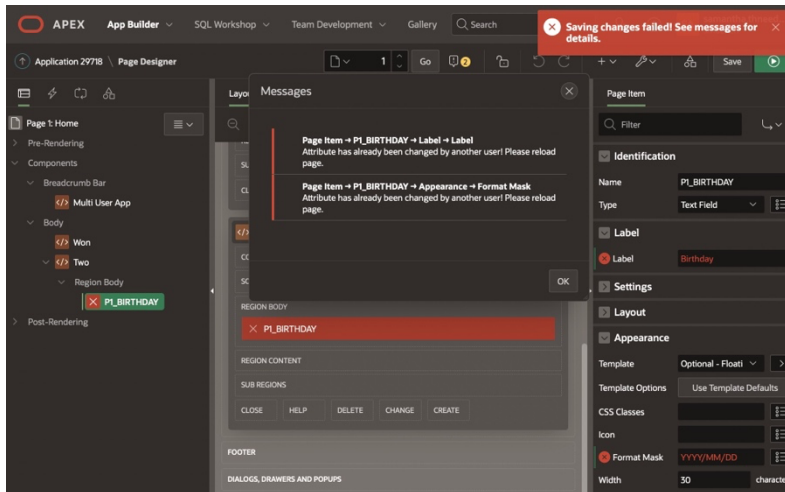 APEX
App Builder
SQL Workshop
Team Development
Gallery
Search
Saving changes failed! See messages for details.
Application 29718 \ Page Designer
1
Go
2
Save
Page 1: Home
Pre-Rendering
Components
Breadcrumb Bar
Multi User App
Body
Won
Two
Region Body
P1_BIRTHDAY
Post-Rendering
Messages
Page Item → P1_BIRTHDAY → Label → Label
Attribute has already been changed by another user! Please reload
page.
Page Item → P1_BIRTHDAY → Appearance → Format Mask
Attribute has already been changed by another user! Please reload
page.
OK
REGION BODY
P1_BIRTHDAY
REGION CONTENT
SUB REGIONS
CLOSE
HELP
DELETE
CHANGE
CREATE
FOOTER
DIALOGS, DRAWERS AND POPUPS
Page Item
Filter
Identification
Name
P1_BIRTHDAY
Type
Text Field
Label
Label
Birthday
Settings
Layout
Appearance
Template
Optional - Floati
Template Options
Use Template Defaults
CSS Classes
Icon
Format Mask
YYYY/MM/DD
Width
30
characte